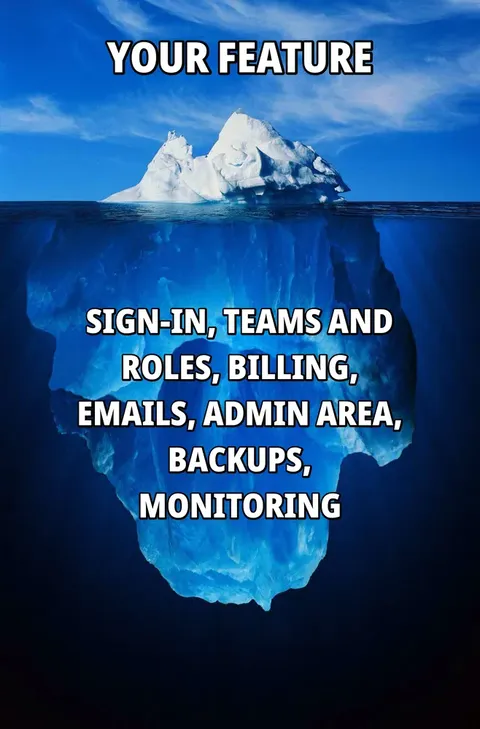 YOUR FEATURE
SIGN-IN, TEAMS AND
ROLES, BILLING,
EMAILS, ADMIN AREA,
BACKUPS,
MONITORING